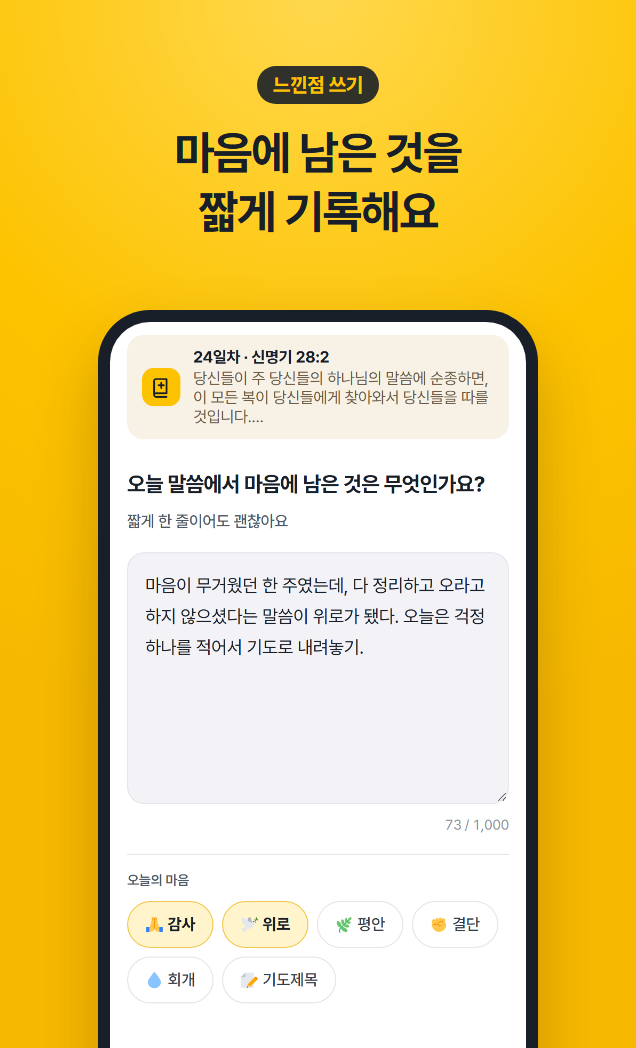 느낀점 쓰기
마음에 남은 것을
짧게 기록해요
24일차 · 신명기 28:2
당신들이 주 당신들의 하나님의 말씀에 순종하면,
이 모든 복이 당신들에게 찾아와서 당신들을 따를
것입니다....
오늘 말씀에서 마음에 남은 것은 무엇인가요?
짧게 한 줄이어도 괜찮아요
마음이 무거웠던 한 주였는데, 다 정리하고 오라고
하지 않으셨다는 말씀이 위로가 됐다. 오늘은 걱정
하나를 적어서 기도로 내려놓기.
73 / 1,000
오늘의 마음
🙏 감사 🕊️ 위로 🌿 평안 ✊ 결단
💧 회개 📝 기도제목